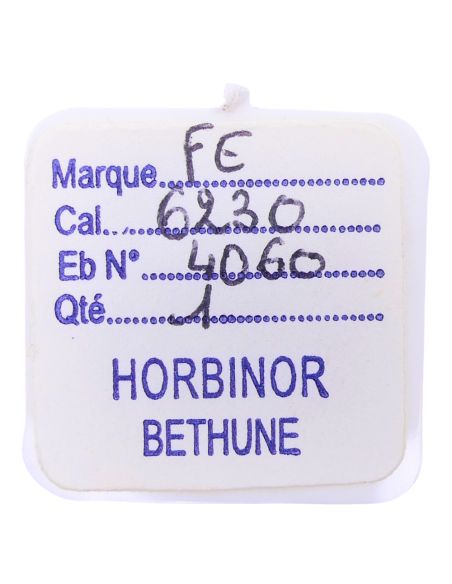 Marque...FE
Cal...6230
Eb N°...4060
Qté...1
HORBINOR
BETHUNE